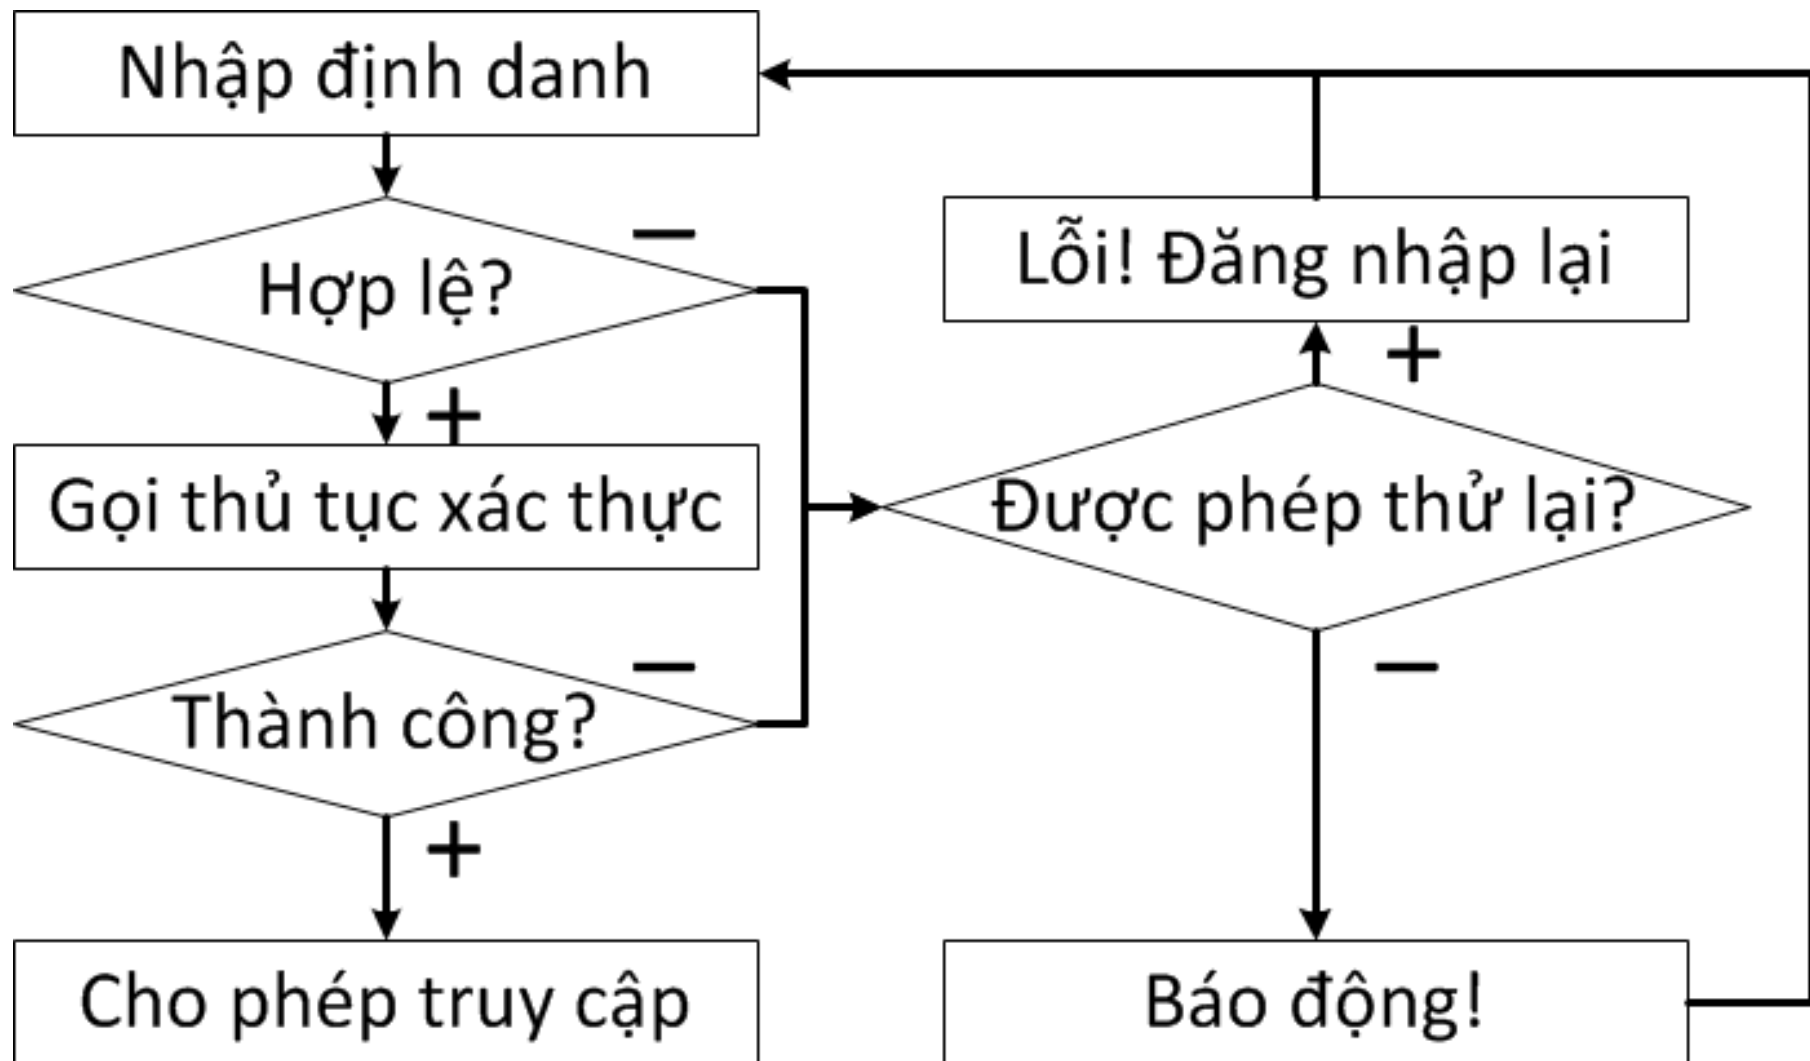 Nhập định danh
Hợp lệ?
−
+
Gọi thủ tục xác thực
Thành công?
−
+
Cho phép truy cập
Lỗi! Đăng nhập lại
+
Được phép thử lại?
−
Báo động!